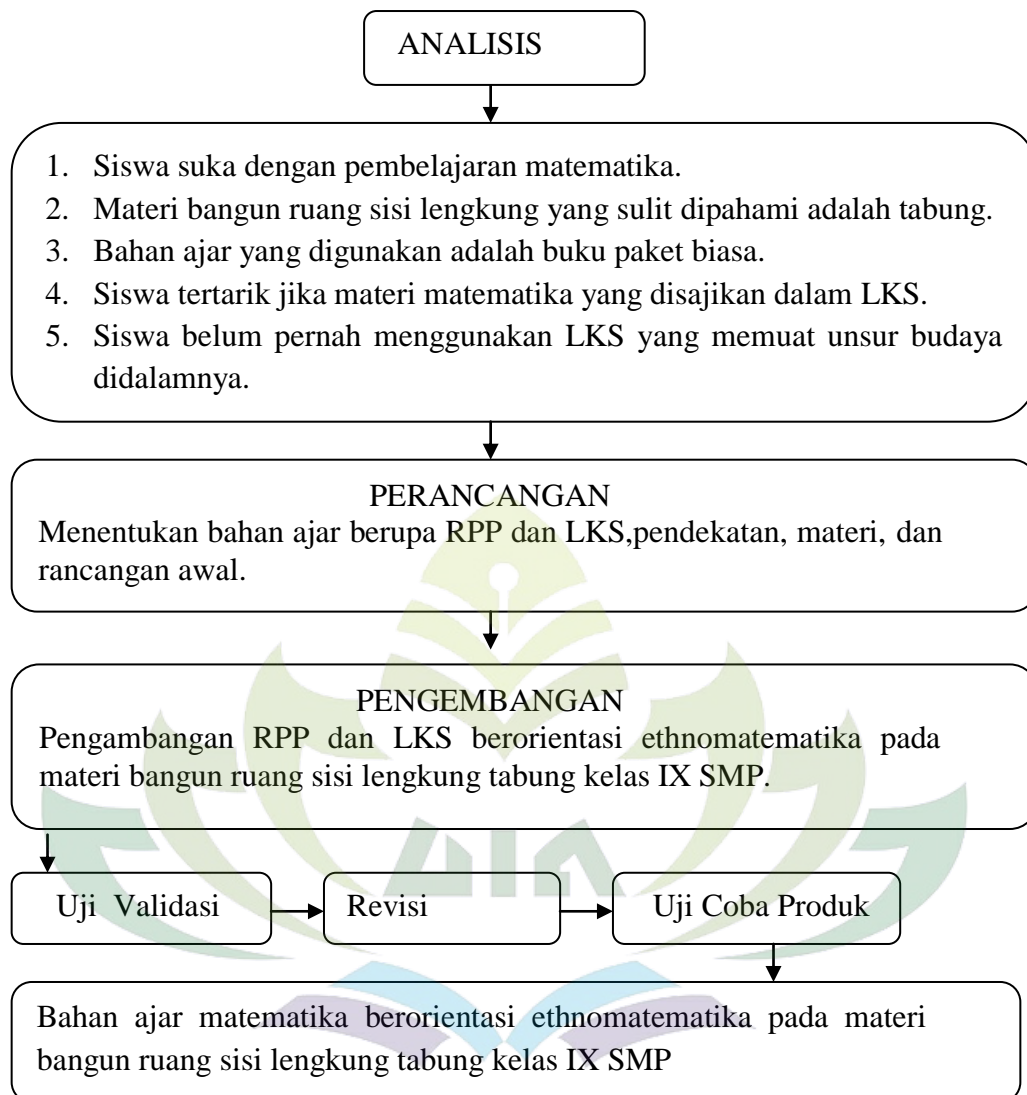 ANALISIS
1. Siswa suka dengan pembelajaran matematika.
2. Materi bangun ruang sisi lengkung yang sulit dipahami adalah tabung.
3. Bahan ajar yang digunakan adalah buku paket biasa.
4. Siswa tertarik jika materi matematika yang disajikan dalam LKS.
5. Siswa belum pernah menggunakan LKS yang memuat unsur budaya
didalamnya.
PERANCANGAN
Menentukan bahan ajar berupa RPP dan LKS,pendekatan, materi, dan
rancangan awal.
PENGEMBANGAN
Pengambangan RPP dan LKS berorientasi ethnomatematika pada
materi bangun ruang sisi lengkung tabung kelas IX SMP.
Uji Validasi
Revisi
Uji Coba Produk
Bahan ajar matematika berorientasi ethnomatematika pada materi
bangun ruang sisi lengkung tabung kelas IX SMP